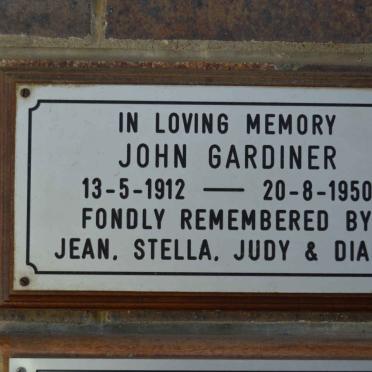 IN LOVING MEMORY
JOHN GARDINER
13-5-1912 — 20-8-1950
FONDLY REMEMBERED BY
JEAN. STELLA. JUDY & DIA